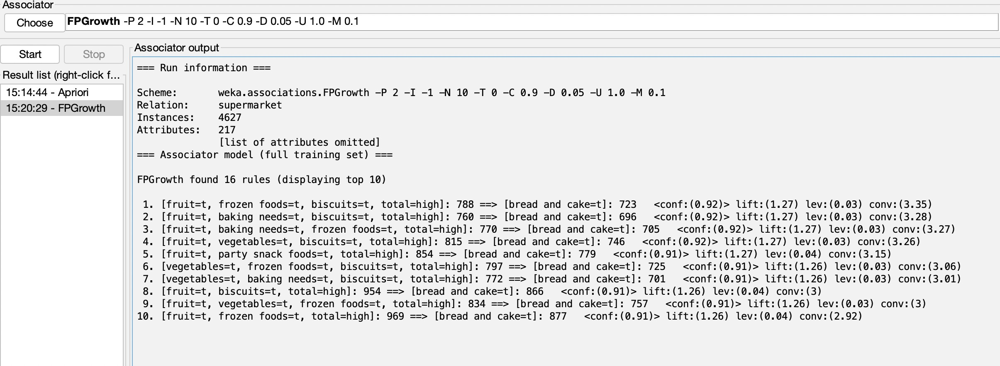 Associator
Choose FPGrowth -P 2 -I -1 -N 10 -T 0 -C 0.9 -D 0.05 -U 1.0 -M 0.1
Start Stop
Result list (right-click f...
15:14:44 - Apriori
15:20:29 - FPGrowth
Associator output
=== Run information ===
Scheme: weka.associations.FPGrowth -P 2 -I -1 -N 10 -T 0 -C 0.9 -D 0.05 -U 1.0 -M 0.1
Relation: supermarket
Instances: 4627
Attributes: 217
[list of attributes omitted]
=== Associator model (full training set) ===
FPGrowth found 16 rules (displaying top 10)
1. [fruit=t, frozen foods=t, biscuits=t, total=high]: 788 ==> [bread and cake=t]: 723 <conf:(0.92)> lift:(1.27) lev:(0.03) conv:(3.35)
2. [fruit=t, baking needs=t, biscuits=t, total=high]: 760 ==> [bread and cake=t]: 696 <conf:(0.92)> lift:(1.27) lev:(0.03) conv:(3.28)
3. [fruit=t, baking needs=t, frozen foods=t, total=high]: 770 ==> [bread and cake=t]: 705 <conf:(0.92)> lift:(1.27) lev:(0.03) conv:(3.27)
4. [fruit=t, vegetables=t, biscuits=t, total=high]: 815 ==> [bread and cake=t]: 746 <conf:(0.92)> lift:(1.27) lev:(0.03) conv:(3.26)
5. [fruit=t, party snack foods=t, total=high]: 854 ==> [bread and cake=t]: 779 <conf:(0.91)> lift:(1.27) lev:(0.04) conv:(3.15)
6. [vegetables=t, frozen foods=t, biscuits=t, total=high]: 797 ==> [bread and cake=t]: 725 <conf:(0.91)> lift:(1.26) lev:(0.03) conv:(3.06)
7. [vegetables=t, baking needs=t, biscuits=t, total=high]: 772 ==> [bread and cake=t]: 701 <conf:(0.91)> lift:(1.26) lev:(0.03) conv:(3.01)
8. [fruit=t, biscuits=t, total=high]: 954 ==> [bread and cake=t]: 866 <conf:(0.91)> lift:(1.26) lev:(0.04) conv:(3)
9. [fruit=t, vegetables=t, frozen foods=t, total=high]: 834 ==> [bread and cake=t]: 757 <conf:(0.91)> lift:(1.26) lev:(0.03) conv:(3)
10. [fruit=t, frozen foods=t, total=high]: 969 ==> [bread and cake=t]: 877 <conf:(0.91)> lift:(1.26) lev:(0.04) conv:(2.92)